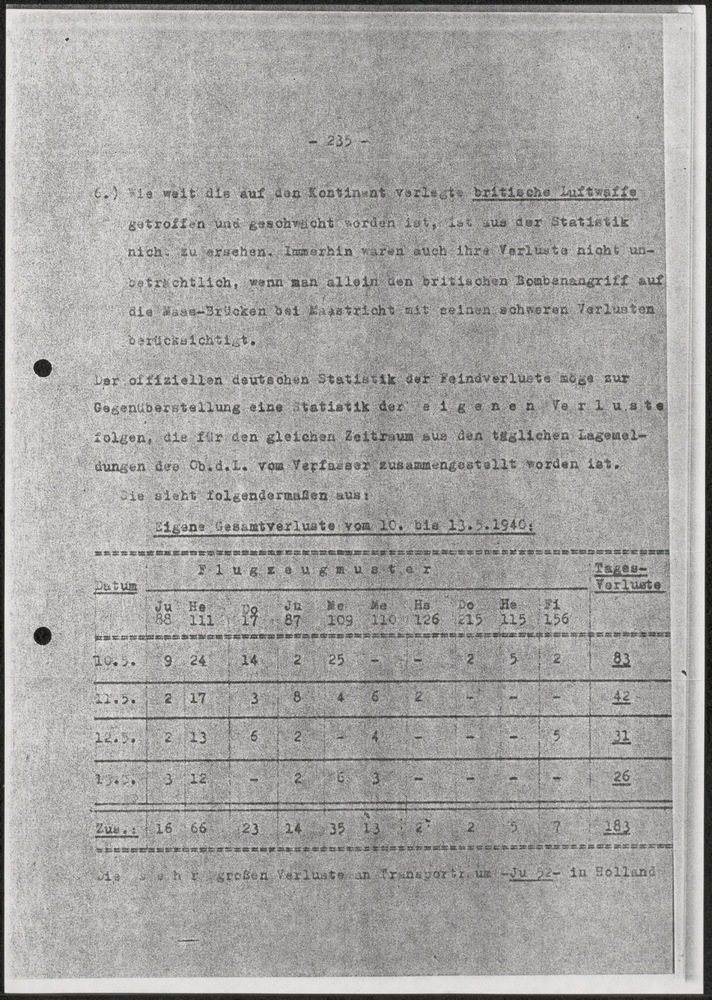 - 235 -
6.) Wie weit die auf den Kontinent verlegte britische Luftwaffe
getroffen und geschwächt worden ist, ist aus der Statistik
nicht zu ersehen. Immerhin waren auch ihre Verluste nicht un-
beträchtlich, wenn man allein den britischen Bombenangriff auf
die Maas-Brücken bei Maastricht mit seinen schweren Verlusten
berücksichtigt.
Der offiziellen deutschen Statistik der Feindverluste möge zur
Gegenüberstellung eine Statistik der e i g e n e n V e r l u s t e
folgen, die für den gleichen Zeitraum aus den täglichen Lagemel-
dungen des Ob.d.L. vom Verfasser zusammengestellt worden ist.
Sie sieht folgendermaßen aus:
Eigene Gesamtverluste vom 10. bis 13.5.1940:
Datum F l u g z e u g m u s t e r Tages-Verluste
Ju 88 He 111 Do 17 Ju 87 Me 109 Me 110 Hs 126 Do 215 He 115 Fi 156
10.5. 9 24 14 2 25 - - 2 5 2 83
11.5. 2 17 3 8 4 6 2 - - - 42
12.5. 2 13 6 2 - 4 - - - 5 31
13.5. 3 12 - 2 6 3 - - - - 26
Zus.: 16 66 23 14 35 13 2 2 5 7 183
Die s e h r großen Verluste an Transportraum -Ju 52- in Holland